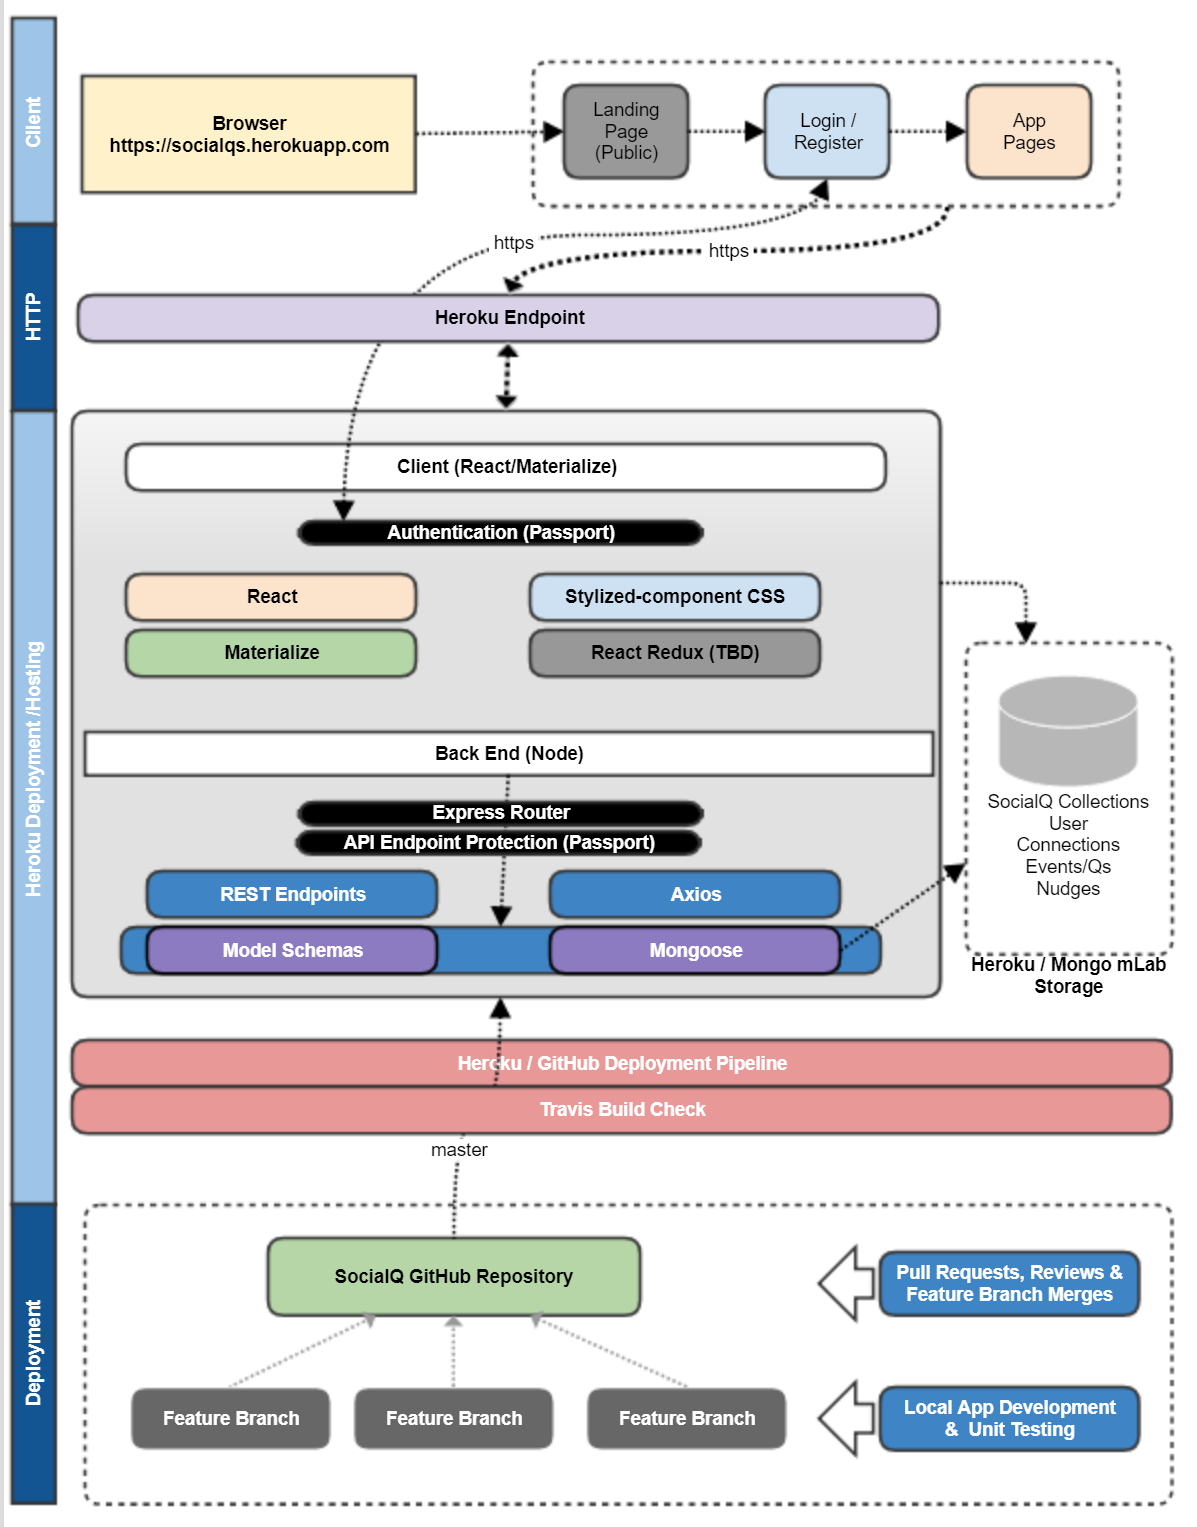 Client
Browser
https://socialqs.herokuapp.com
Landing
Page
(Public)
Login /
Register
App
Pages
HTTP
https
https
Heroku Endpoint
Heroku Deployment /Hosting
Client (React/Materialize)
Authentication (Passport)
React
Stylized-component CSS
Materialize
React Redux (TBD)
Back End (Node)
Express Router
API Endpoint Protection (Passport)
REST Endpoints
Axios
Model Schemas
Mongoose
SocialQ Collections
User
Connections
Events/Qs
Nudges
Heroku / Mongo mLab
Storage
Heroku / GitHub Deployment Pipeline
Travis Build Check
master
Deployment
SocialQ GitHub Repository
Pull Requests, Reviews &
Feature Branch Merges
Feature Branch
Feature Branch
Feature Branch
Local App Development
& Unit Testing